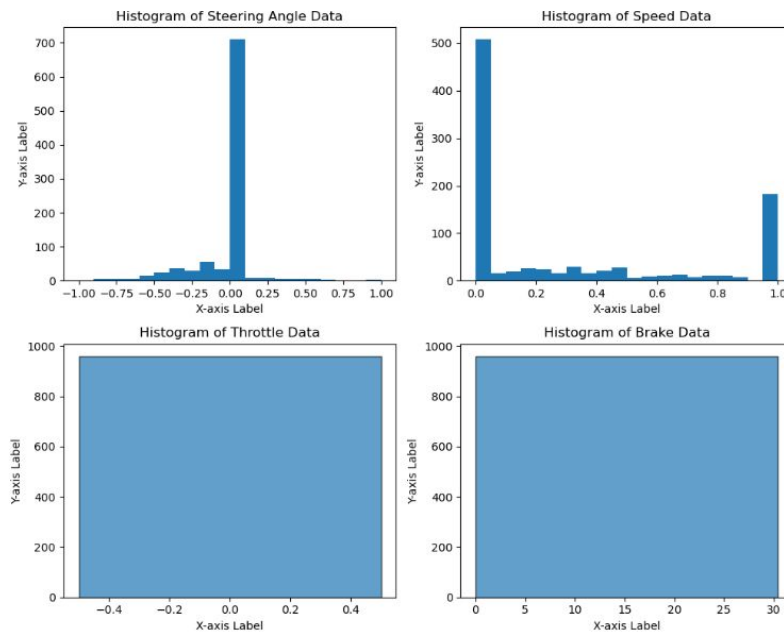 Histogram of Steering Angle Data
700
600
500
400
300
200
100
0
Y-axis Label
−1.00 −0.75 −0.50 −0.25 0.00 0.25 0.50 0.75 1.00
X-axis Label
Histogram of Speed Data
500
400
300
200
100
0
Y-axis Label
0.0 0.2 0.4 0.6 0.8 1.0
X-axis Label
Histogram of Throttle Data
1000
800
600
400
200
0
Y-axis Label
−0.4 −0.2 0.0 0.2 0.4
X-axis Label
Histogram of Brake Data
1000
800
600
400
200
0
Y-axis Label
0 5 10 15 20 25 30
X-axis Label